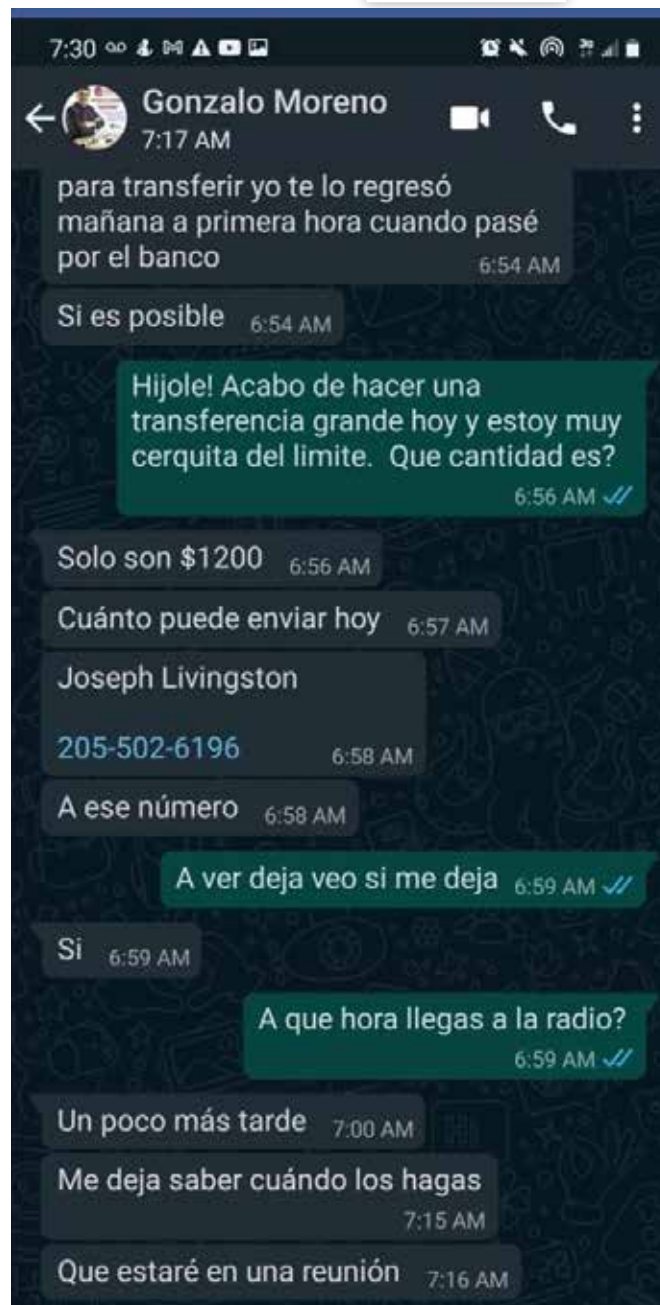 7:30
Gonzalo Moreno
7:17 AM
para transferir yo te lo regresó
mañana a primera hora cuando pasé
por el banco
6:54 AM
Si es posible 6:54 AM
Hijole! Acabo de hacer una
transferencia grande hoy y estoy muy
cerquita del limite.  Que cantidad es?
6:56 AM
Solo son $1200 6:56 AM
Cuánto puede enviar hoy 6:57 AM
Joseph Livingston
205-502-6196 6:58 AM
A ese número 6:58 AM
A ver deja veo si me deja 6:59 AM
Si 6:59 AM
A que hora llegas a la radio?
6:59 AM
Un poco más tarde 7:00 AM
Me deja saber cuándo los hagas
7:15 AM
Que estaré en una reunión 7:16 AM